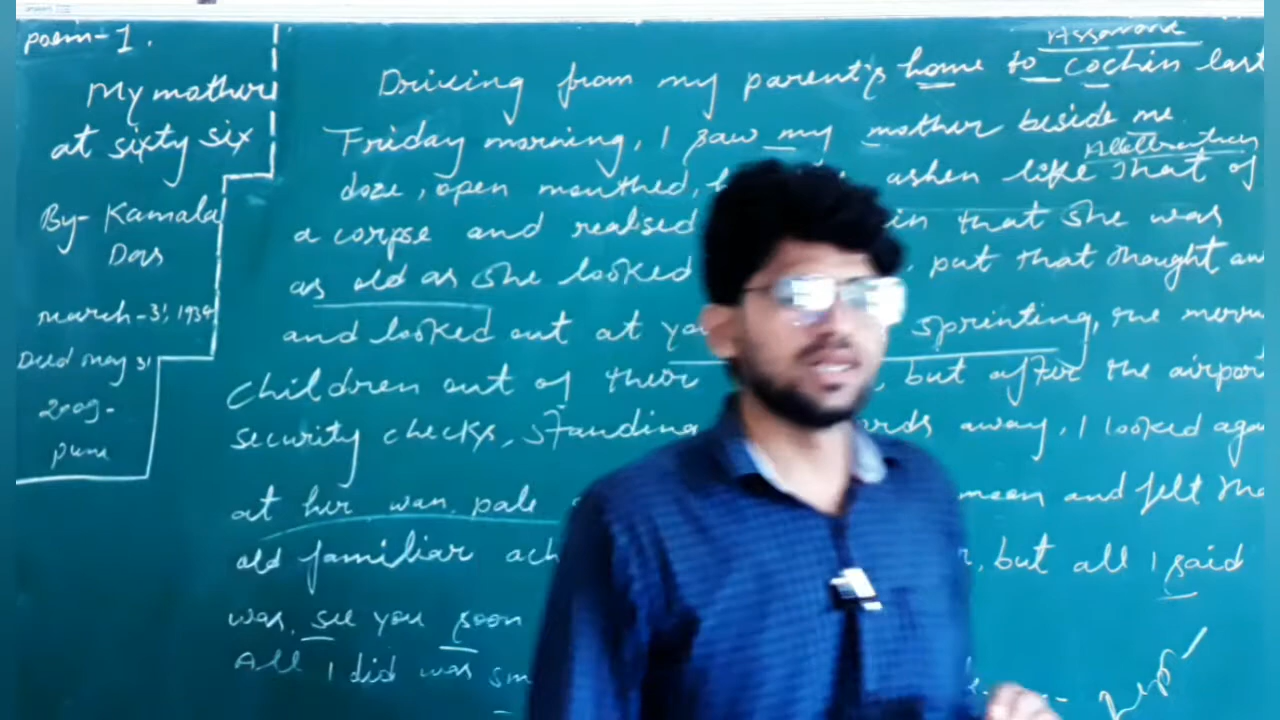 poem-1.
My mother
at sixty six
By- Kamala
Das
march-31, 1934
Died may 31
2009-
pune
Assonance
Driving from my parent's home to cochin last
Friday morning, I saw my mother beside me
Alliteration
doze, open mouthed, ashen like that of
a corpse and realised in that she was
as old as she looked , put that thought
and looked out at sprinting, the
children out of their , but after the airport
security checks, standing away, I looked
at her wan, pale and felt
old familiar , but all I said
was, see you soon
All I did was